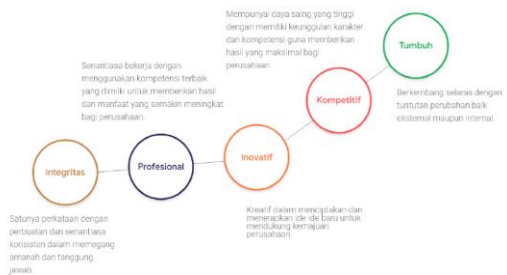 Integritas
Satunya perkataan dengan
perbuatan dan senantiasa
konsisten dalam memegang
amanah dan tanggung
jawab.
Profesional
Senantiasa bekerja dengan
menggunakan kompetensi terbaik
yang dimiliki untuk memberikan hasil
dan manfaat yang semakin meningkat
bagi perusahaan.
Inovatif
Kreatif dalam menciptakan dan
menerapkan ide-de baru untuk
mendukung kemajuan
perusahaan.
Kompetitif
Mempunyai daya saing yang tinggi
dengan memiliki keunggulan karakter
dan kompetensi guna memberikan
hasil yang maksimal bagi
perusahaan.
Tumbuh
Berkembang selaras dengan
tuntutan perubahan baik
eksternal maupun internal.